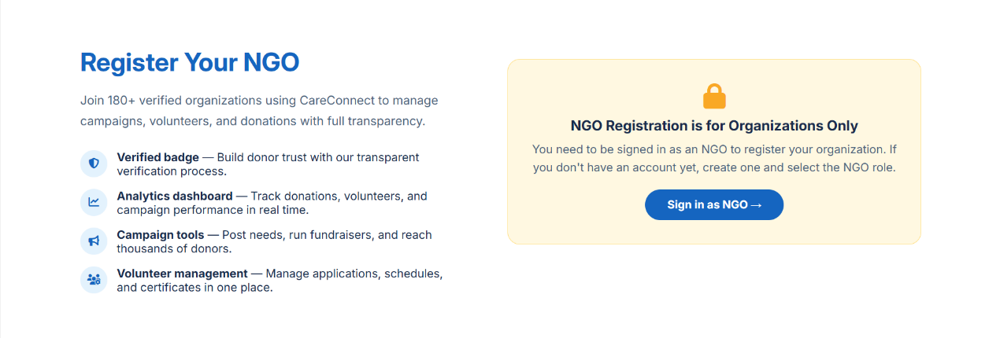 Register Your NGO
Join 180+ verified organizations using CareConnect to manage
campaigns, volunteers, and donations with full transparency.
Verified badge — Build donor trust with our transparent
verification process.
Analytics dashboard — Track donations, volunteers, and
campaign performance in real time.
Campaign tools — Post needs, run fundraisers, and reach
thousands of donors.
Volunteer management — Manage applications, schedules,
and certificates in one place.
NGO Registration is for Organizations Only
You need to be signed in as an NGO to register your organization. If
you don't have an account yet, create one and select the NGO role.
Sign in as NGO →